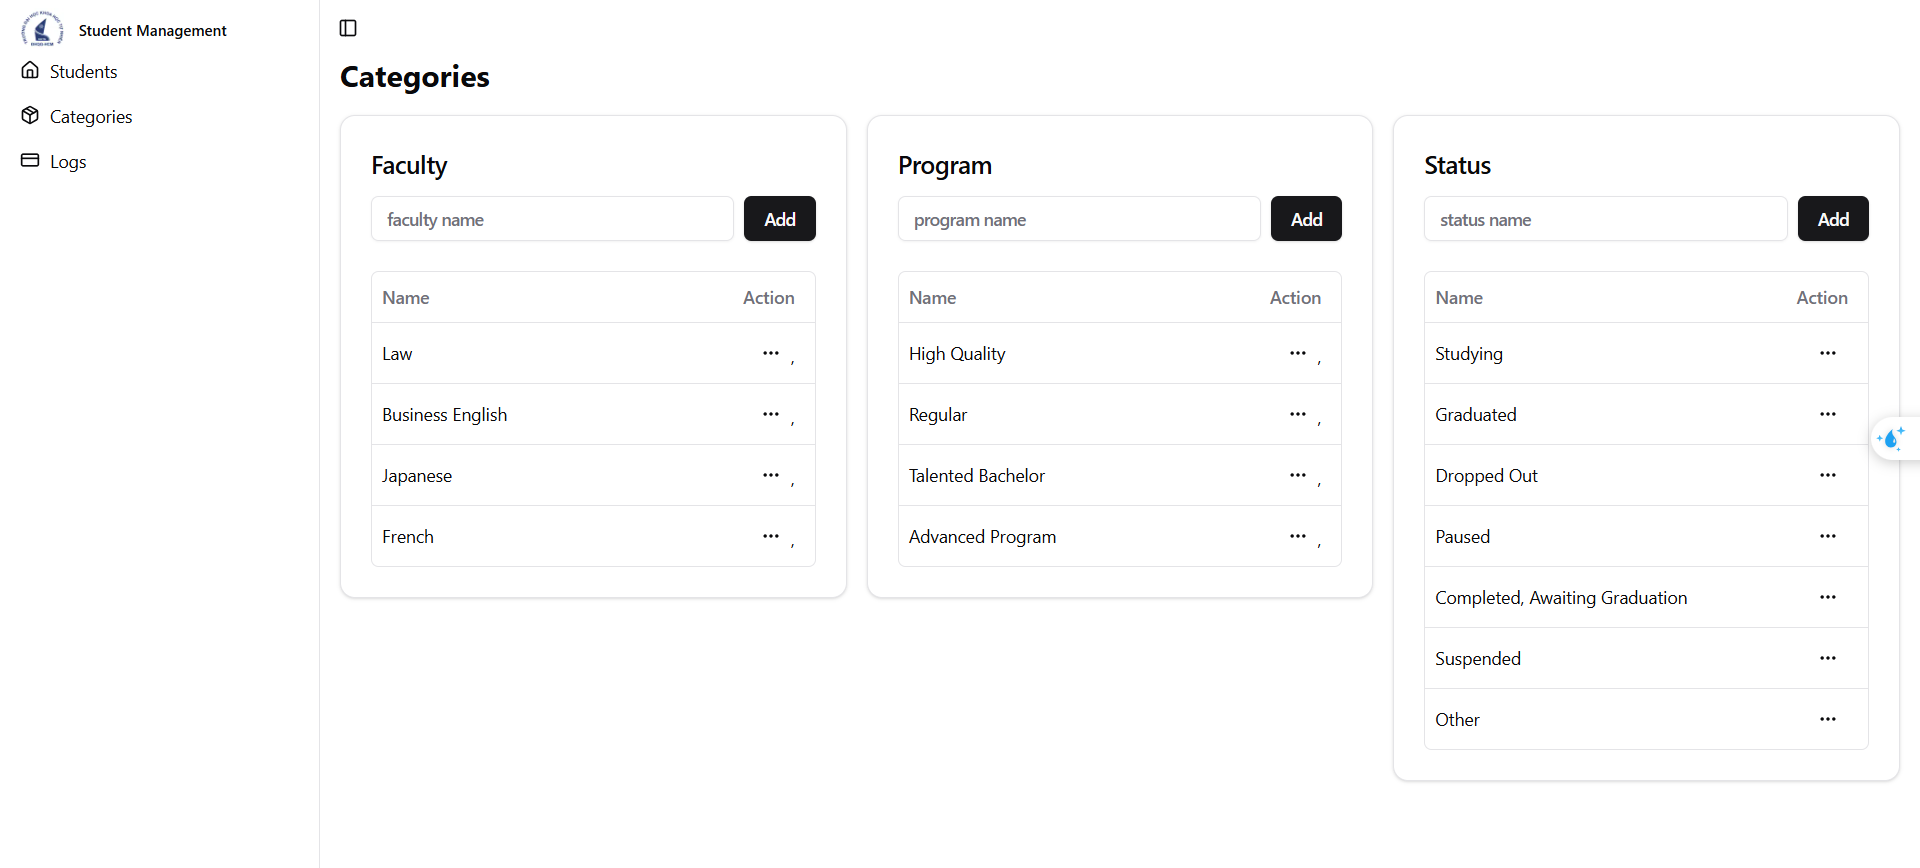 Student Management
Students
Categories
Logs
Categories
Faculty
faculty name
Add
Name Action
Law ... ,
Business English ... ,
Japanese ... ,
French ... ,
Program
program name
Add
Name Action
High Quality ... ,
Regular ... ,
Talented Bachelor ... ,
Advanced Program ... ,
Status
status name
Add
Name Action
Studying ...
Graduated ...
Dropped Out ...
Paused ...
Completed, Awaiting Graduation ...
Suspended ...
Other ...